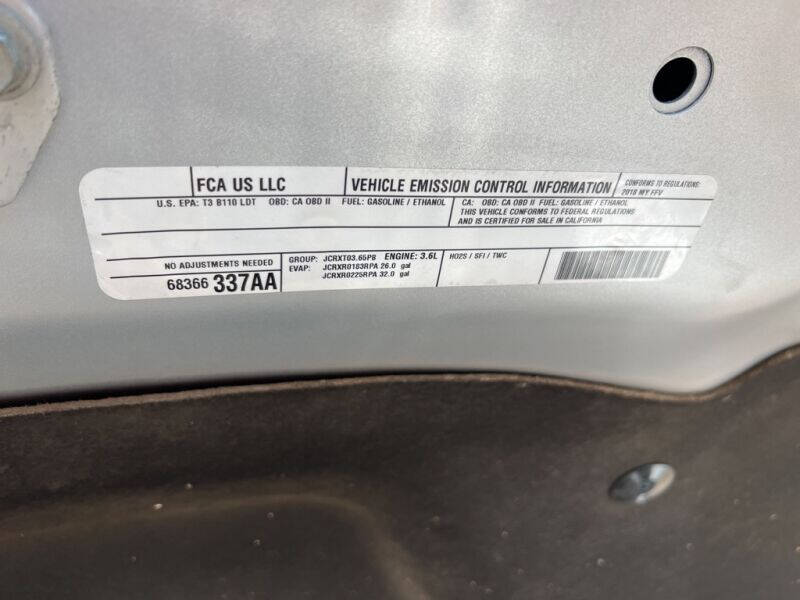 FCA US LLC
VEHICLE EMISSION CONTROL INFORMATION
CONFORMS TO REGULATIONS:
2018 MY FFV
U.S. EPA: T3 B110 LDT OBD: CA OBD II FUEL: GASOLINE / ETHANOL
CA: OBD: CA OBD II FUEL: GASOLINE / ETHANOL
THIS VEHICLE CONFORMS TO FEDERAL REGULATIONS
AND IS CERTIFIED FOR SALE IN CALIFORNIA
NO ADJUSTMENTS NEEDED
68366 337AA
GROUP: JCRXT03.65P8 ENGINE: 3.6L
EVAP: JCRXR0183RPA 26.0 gal
JCRXR0225RPA 32.0 gal
HO2S / SFI / TWC